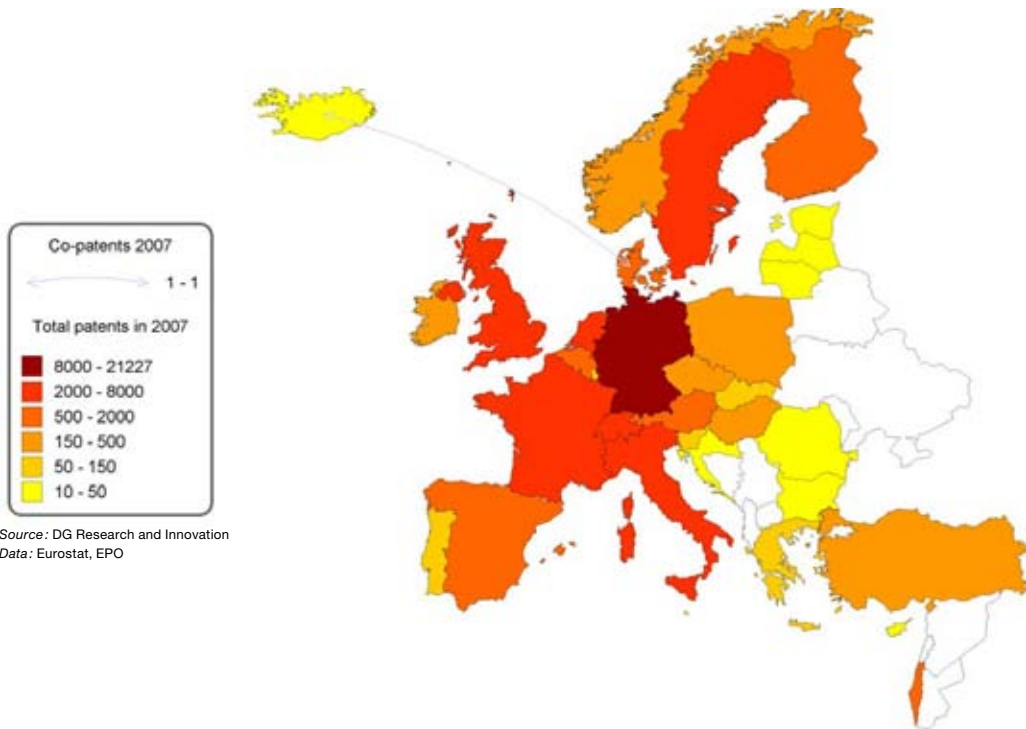 Co-patents 2007
1 - 1
Total patents in 2007
8000 - 21227
2000 - 8000
500 - 2000
150 - 500
50 - 150
10 - 50
Source: DG Research and Innovation
Data: Eurostat, EPO